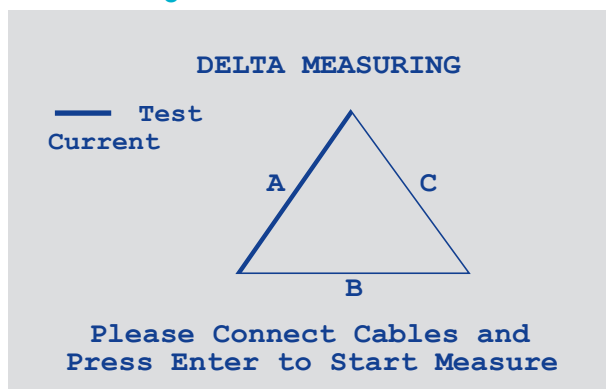 DELTA MEASURING
Test
Current
A
C
B
Please Connect Cables and
Press Enter to Start Measure